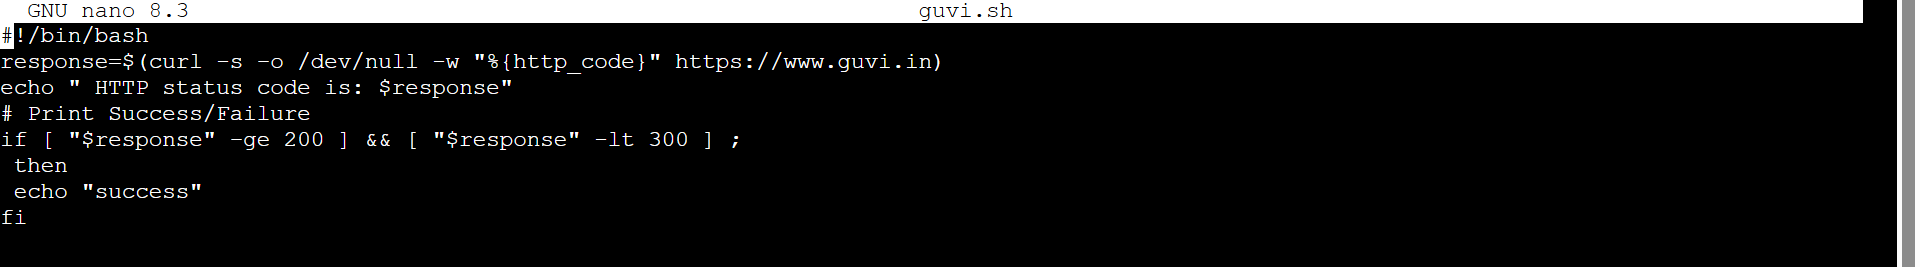 GNU nano 8.3 guvi.sh
#!/bin/bash
response=$(curl -s -o /dev/null -w "%{http_code}" https://www.guvi.in)
echo " HTTP status code is: $response"
# Print Success/Failure
if [ "$response" -ge 200 ] && [ "$response" -lt 300 ] ;
 then
 echo "success"
fi